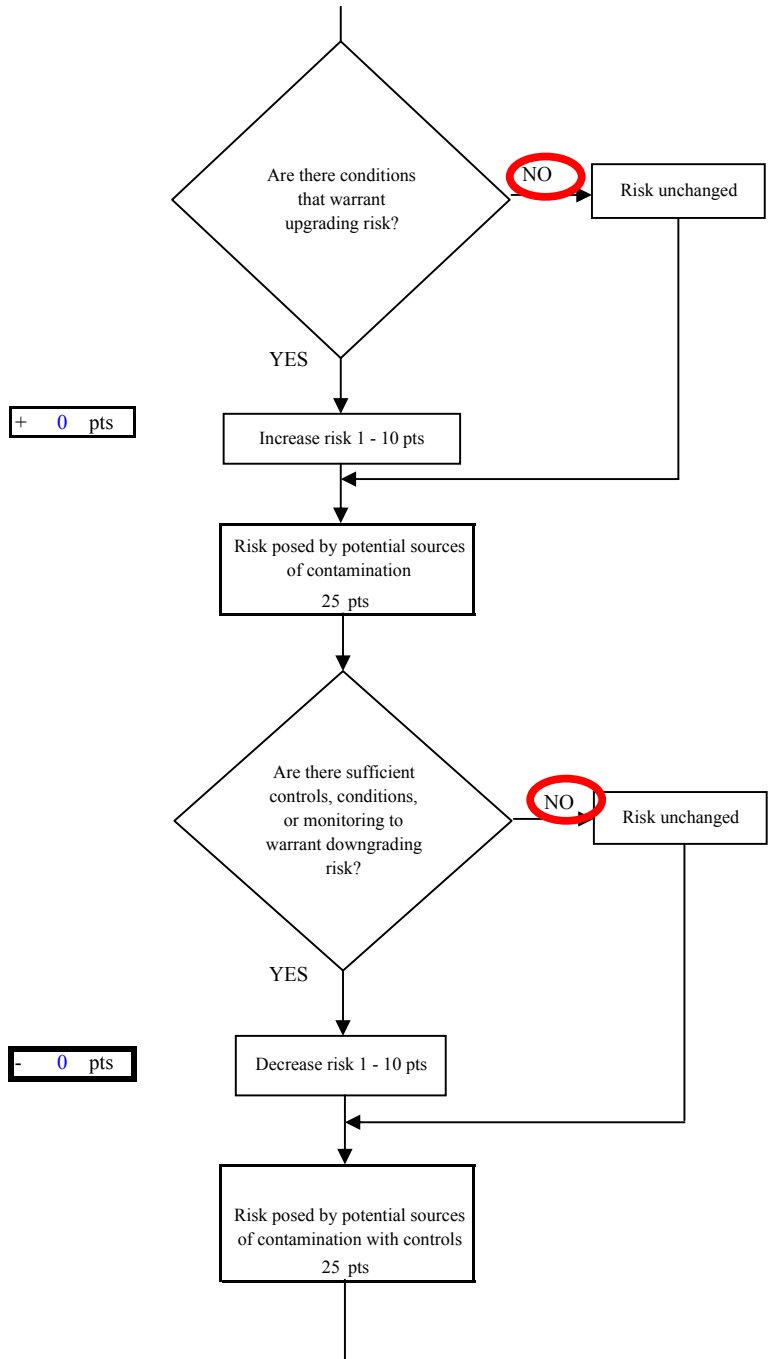 Are there conditions
that warrant
upgrading risk?
NO
Risk unchanged
YES
+ 0 pts
Increase risk 1 - 10 pts
Risk posed by potential sources
of contamination
25 pts
Are there sufficient
controls, conditions,
or monitoring to
warrant downgrading
risk?
NO
Risk unchanged
YES
- 0 pts
Decrease risk 1 - 10 pts
Risk posed by potential sources
of contamination with controls
25 pts